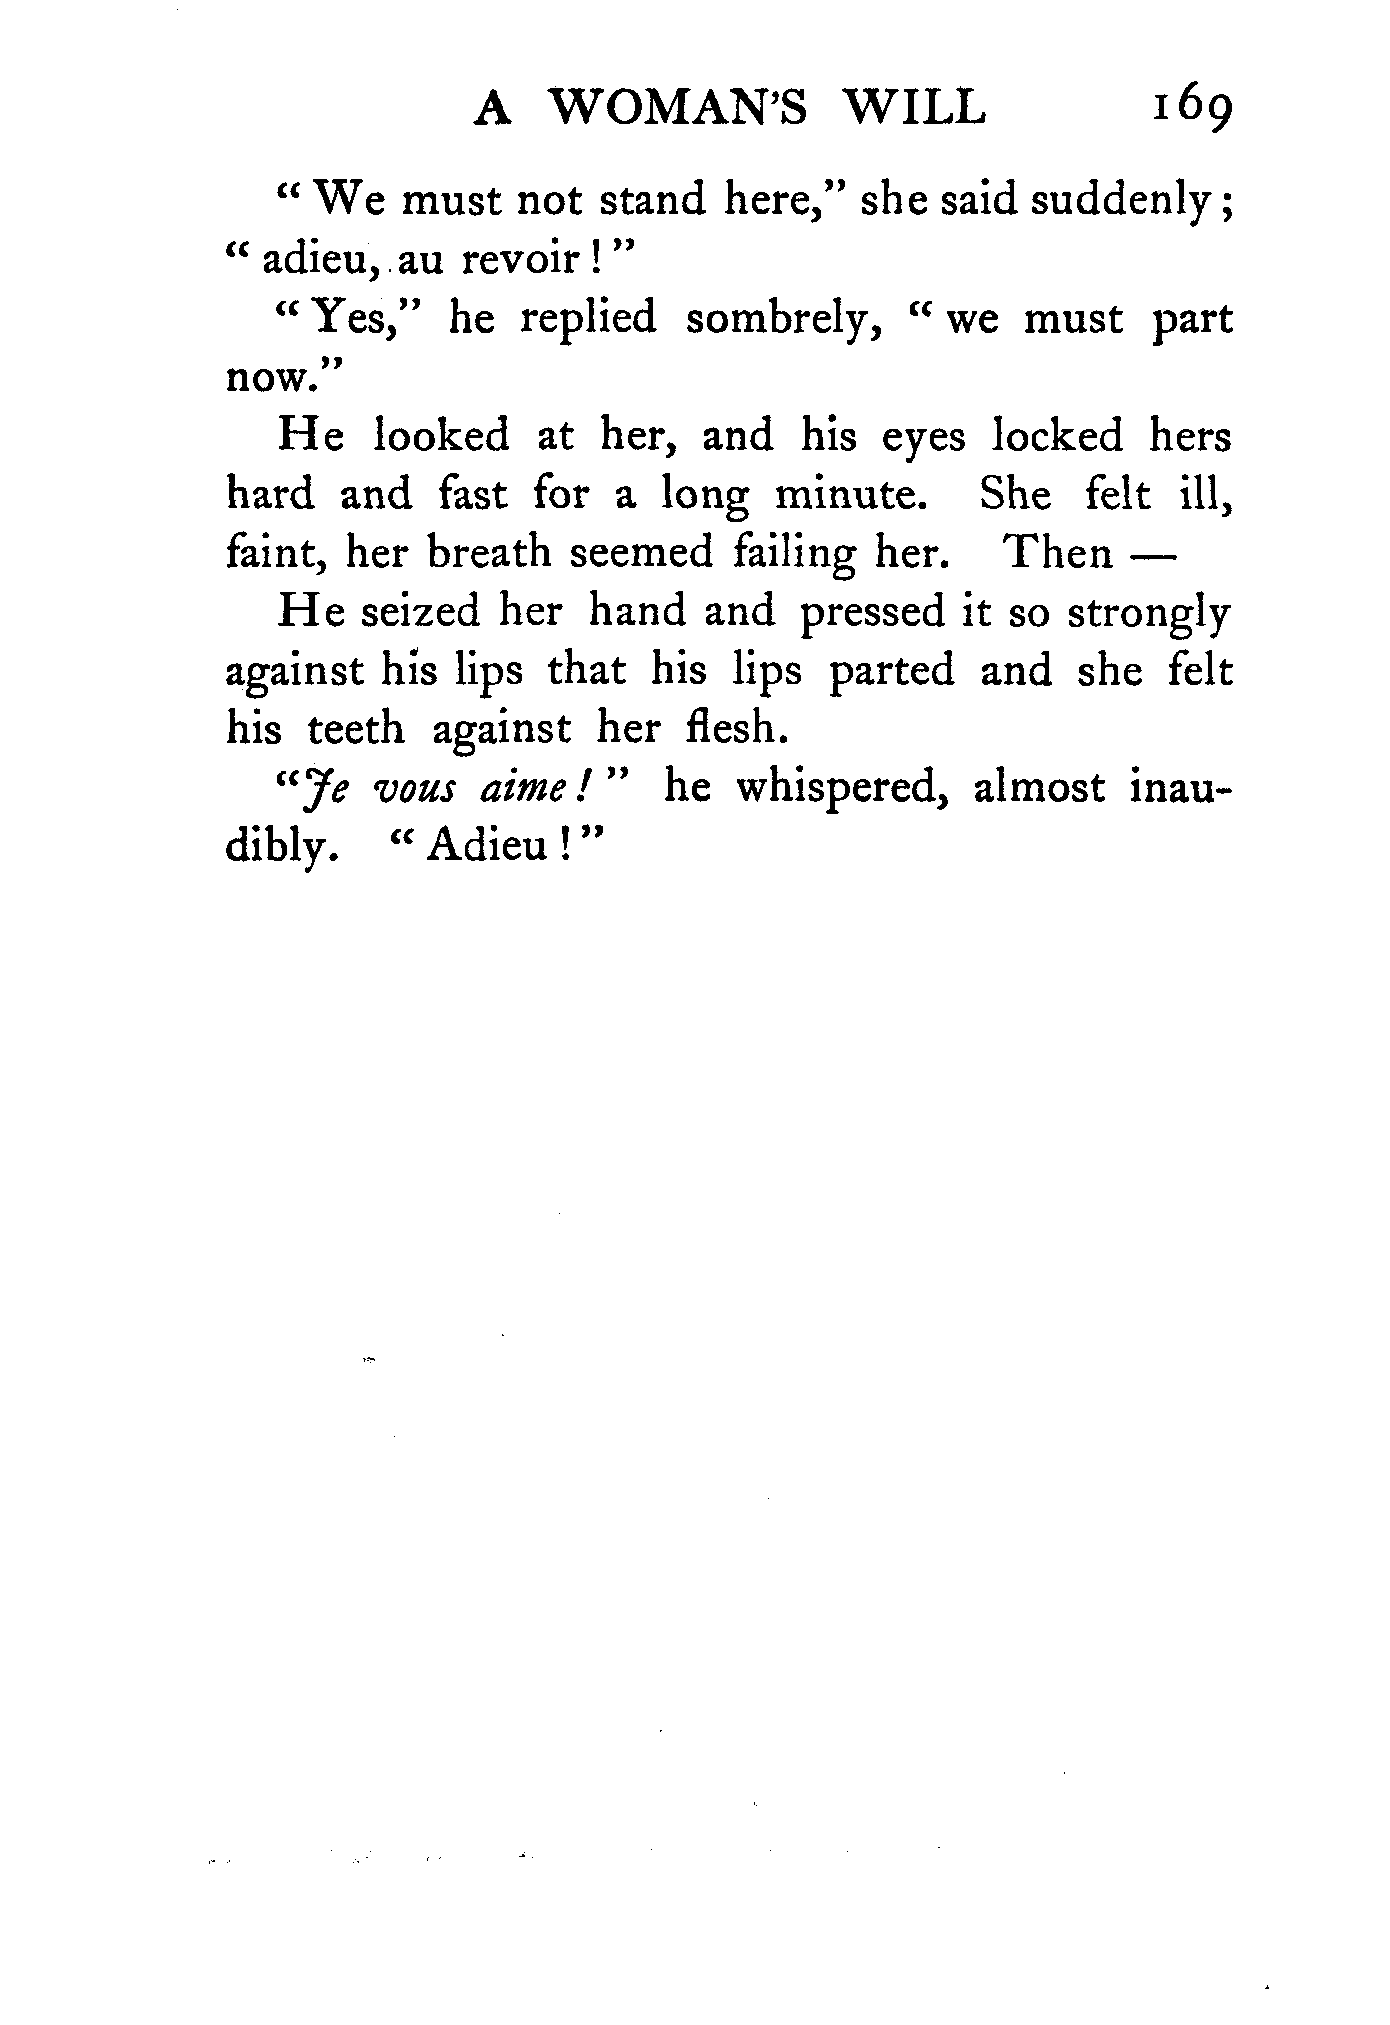 A WOMAN'S WILL 169
“ We must not stand here,” she said suddenly ;
“ adieu, au revoir ! ”
“ Yes,” he replied sombrely, “ we must part
now.”
He looked at her, and his eyes locked hers
hard and fast for a long minute. She felt ill,
faint, her breath seemed failing her. Then —
He seized her hand and pressed it so strongly
against his lips that his lips parted and she felt
his teeth against her flesh.
“Je vous aime ! ” he whispered, almost inau-
dibly. “ Adieu ! ”